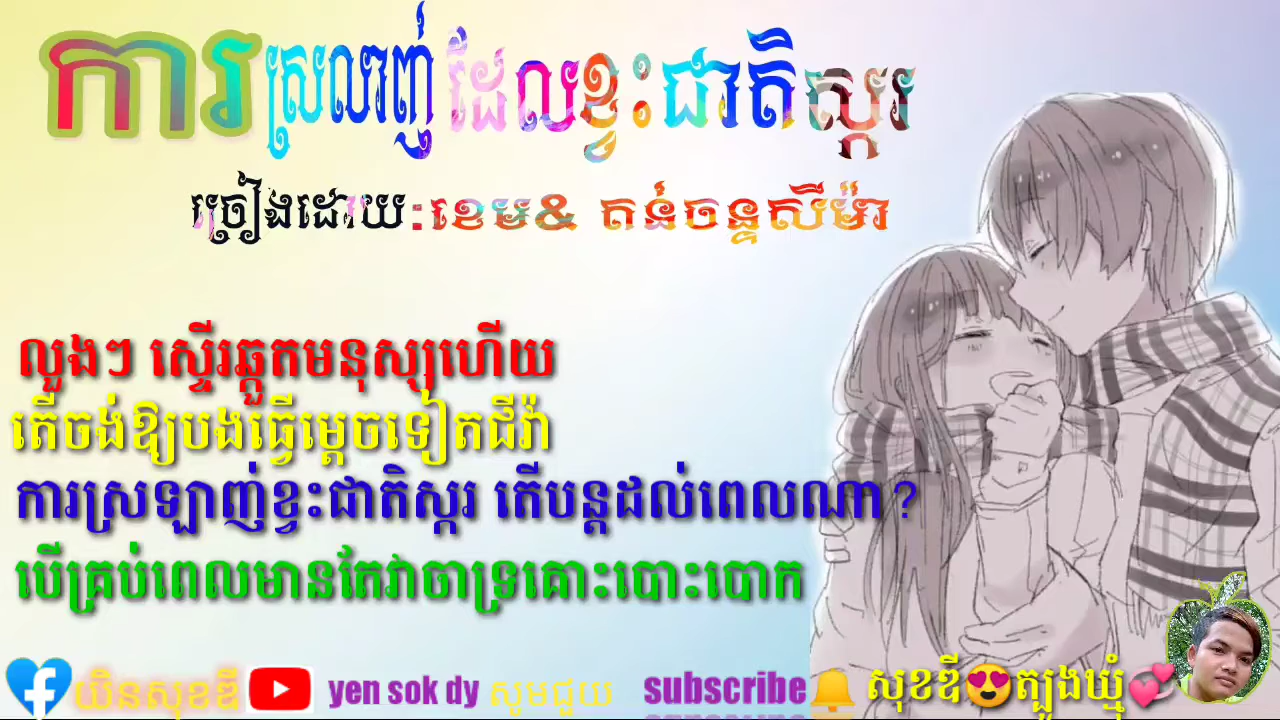 ការស្រលាញ់ដែលខ្វះជាតិស្ករ
ច្រៀងដោយ:ខេម& តន់ចន្ទសីម៉ា
លួងៗ ស្ទើរឆ្កួតមនុស្សហើយ
តើចង់ឱ្យបងធ្វើម្ដេចទៀតជីវ៉ា
ការស្រឡាញ់ខ្វះជាតិស្ករ តើបន្តដល់ពេលណា?
បើគ្រប់ពេលមានតែវាចាទ្រគោះបោះបោក
យិនសុខឌី yen sok dy សូមជួយ subscribe សុខឌី ត្បូងឃ្មុំ